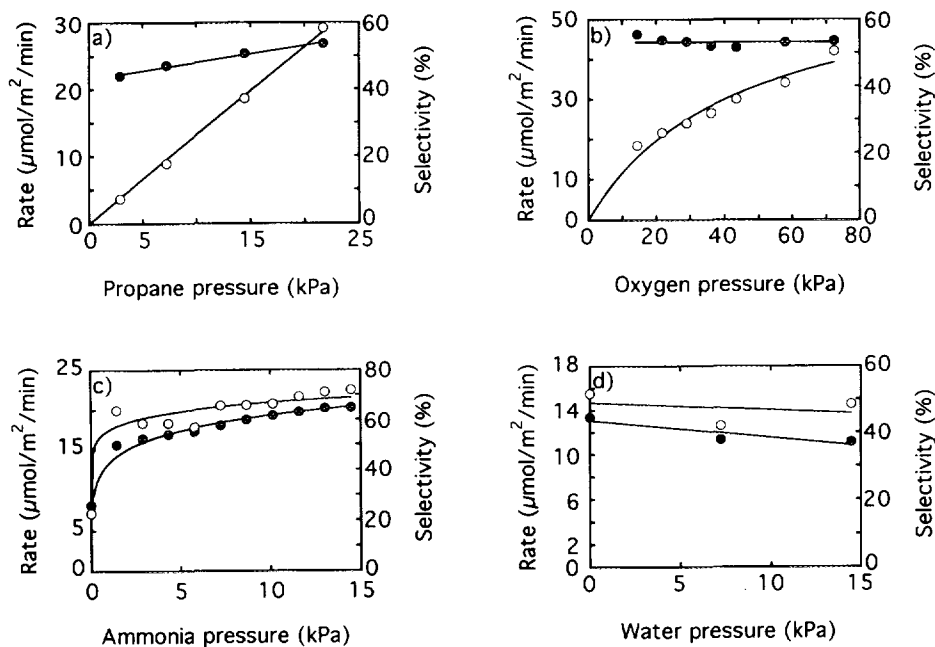 a)
Rate (µmol/m²/min)
30
20
10
0
60
40
20
0
Selectivity (%)
0 5 15 25
Propane pressure (kPa)
b)
Rate (µmol/m²/min)
50
30
10
0
60
40
20
0
Selectivity (%)
0 20 40 60 80
Oxygen pressure (kPa)
c)
Rate (µmol/m²/min)
25
15
5
0
80
60
40
20
0
Selectivity (%)
0 5 10 15
Ammonia pressure (kPa)
d)
Rate (µmol/m²/min)
18
14
10
6
2
0
60
40
20
0
Selectivity (%)
0 5 10 15
Water pressure (kPa)